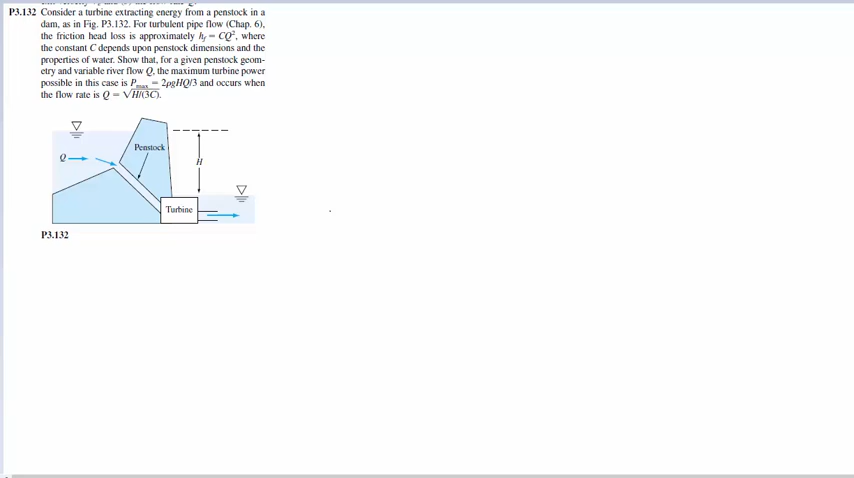 P3.132 Consider a turbine extracting energy from a penstock in a
dam, as in Fig. P3.132. For turbulent pipe flow (Chap. 6),
the friction head loss is approximately h_f = CQ², where
the constant C depends upon penstock dimensions and the
properties of water. Show that, for a given penstock geom-
etry and variable river flow Q, the maximum turbine power
possible in this case is P_max = 2ρgHQ/3 and occurs when
the flow rate is Q = √H/(3C).
Penstock
Q
H
Turbine
P3.132